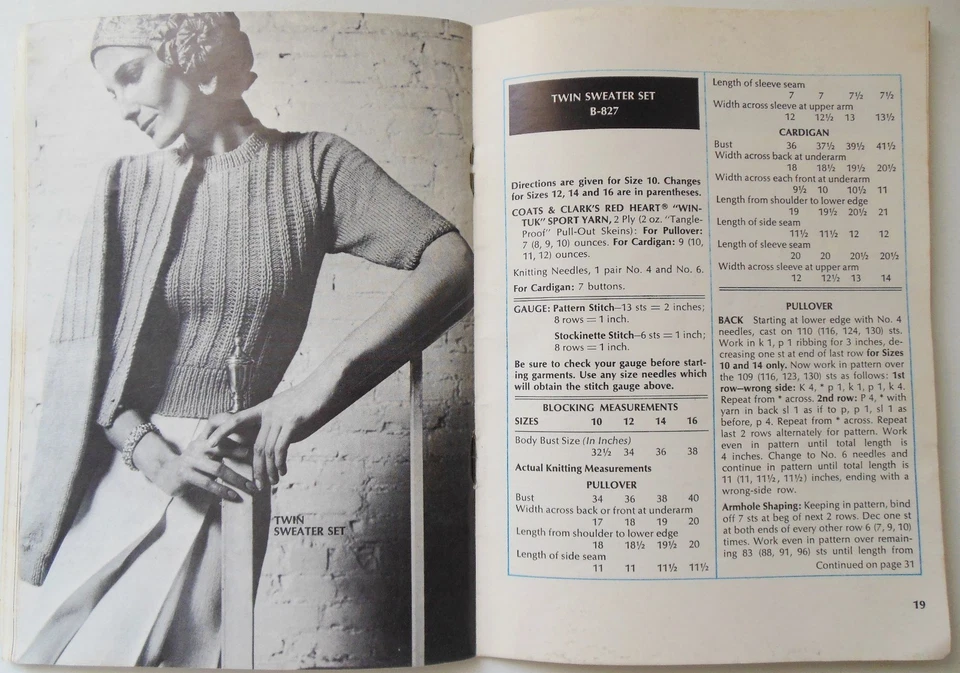 TWIN
SWEATER SET
TWIN SWEATER SET
B-827
Directions are given for Size 10. Changes
for Sizes 12, 14 and 16 are in parentheses.
COATS & CLARK'S RED HEART® "WIN-
TUK" SPORT YARN, 2 Ply (2 oz. "Tangle-
Proof" Pull-Out Skeins): For Pullover:
7 (8, 9, 10) ounces. For Cardigan: 9 (10,
11, 12) ounces.
Knitting Needles, 1 pair No. 4 and No. 6.
For Cardigan: 7 buttons.
GAUGE: Pattern Stitch—13 sts = 2 inches;
8 rows = 1 inch.
Stockinette Stitch—6 sts = 1 inch;
8 rows = 1 inch.
Be sure to check your gauge before start-
ing garments. Use any size needles which
will obtain the stitch gauge above.
BLOCKING MEASUREMENTS
SIZES 10 12 14 16
Body Bust Size (In Inches)
32½ 34 36 38
Actual Knitting Measurements
PULLOVER
Bust 34 36 38 40
Width across back or front at underarm
17 18 19 20
Length from shoulder to lower edge
18 18½ 19½ 20
Length of side seam
11 11 11½ 11½
Length of sleeve seam
7 7 7½ 7½
Width across sleeve at upper arm
12 12½ 13 13½
CARDIGAN
Bust 36 37½ 39½ 41½
Width across back at underarm
18 18½ 19½ 20½
Width across each front at underarm
9½ 10 10½ 11
Length from shoulder to lower edge
19 19½ 20½ 21
Length of side seam
11½ 11½ 12 12
Length of sleeve seam
20 20 20½ 20½
Width across sleeve at upper arm
12 12½ 13 14
PULLOVER
BACK Starting at lower edge with No. 4
needles, cast on 110 (116, 124, 130) sts.
Work in k 1, p 1 ribbing for 3 inches, de-
creasing one st at end of last row for Sizes
10 and 14 only. Now work in pattern over
the 109 (116, 123, 130) sts as follows: 1st
row—wrong side: K 4, * p 1, k 1, p 1, k 4.
Repeat from * across. 2nd row: P 4, * with
yarn in back sl 1 as if to p, p 1, sl 1 as
before, p 4. Repeat from * across. Repeat
last 2 rows alternately for pattern. Work
even in pattern until total length is
4 inches. Change to No. 6 needles and
continue in pattern until total length is
11 (11, 11½, 11½) inches, ending with a
wrong-side row.
Armhole Shaping: Keeping in pattern, bind
off 7 sts at beg of next 2 rows. Dec one st
at both ends of every other row 6 (7, 9, 10)
times. Work even in pattern over remain-
ing 83 (88, 91, 96) sts until length from
Continued on page 31
19